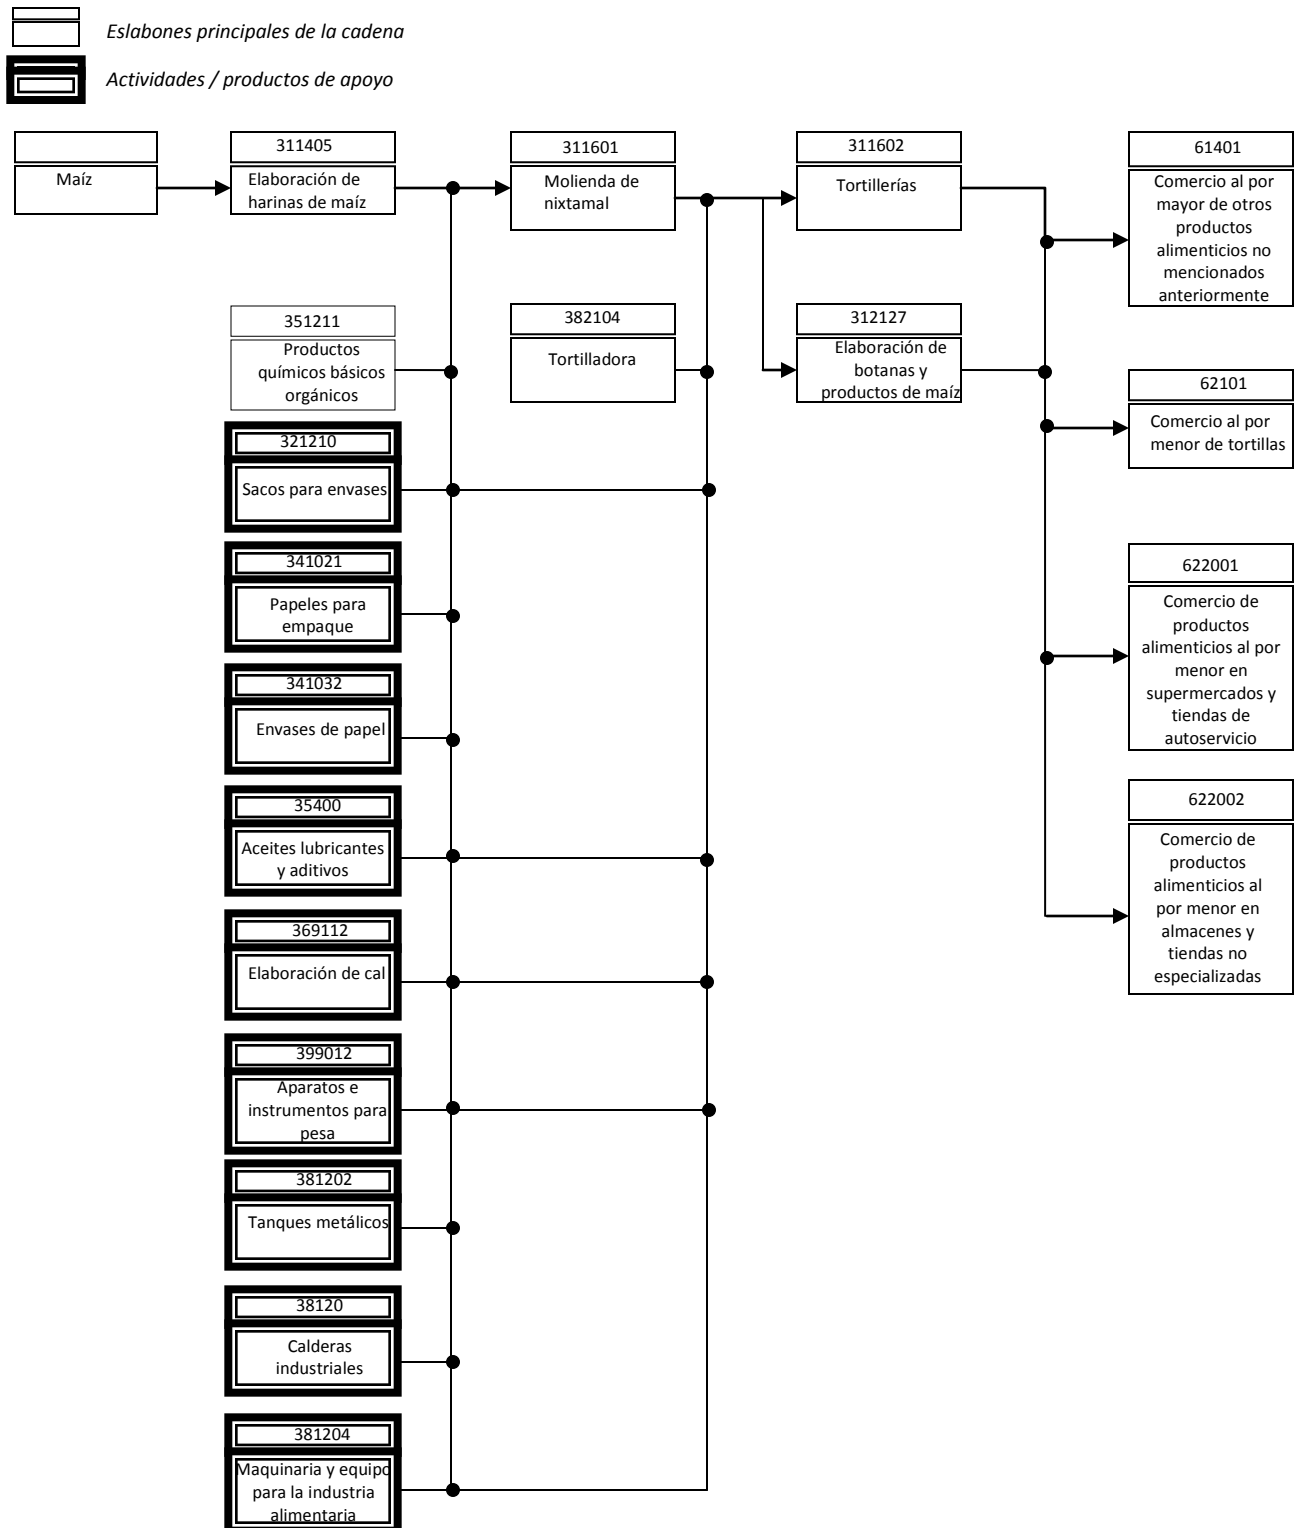 Eslabones principales de la cadena
Actividades / productos de apoyo
Maíz
311405
Elaboración de
harinas de maíz
311601
Molienda de
nixtamal
311602
Tortillerías
61401
Comercio al por
mayor de otros
productos
alimenticios no
mencionados
anteriormente
351211
Productos
químicos básicos
orgánicos
382104
Tortilladora
312127
Elaboración de
botanas y
productos de maíz
62101
Comercio al por
menor de tortillas
321210
Sacos para envases
341021
Papeles para
empaque
622001
Comercio de
productos
alimenticios al por
menor en
supermercados y
tiendas de
autoservicio
341032
Envases de papel
35400
Aceites lubricantes
y aditivos
622002
Comercio de
productos
alimenticios al
por menor en
almacenes y
tiendas no
especializadas
369112
Elaboración de cal
399012
Aparatos e
instrumentos para
pesa
381202
Tanques metálicos
38120
Calderas
industriales
381204
Maquinaria y equipo
para la industria
alimentaria